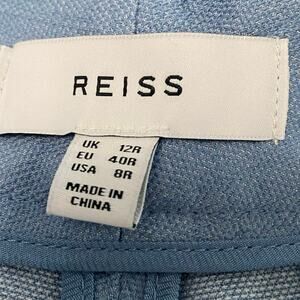 REISS
UK 12R
EU 40R
USA 8R
MADE IN
CHINA